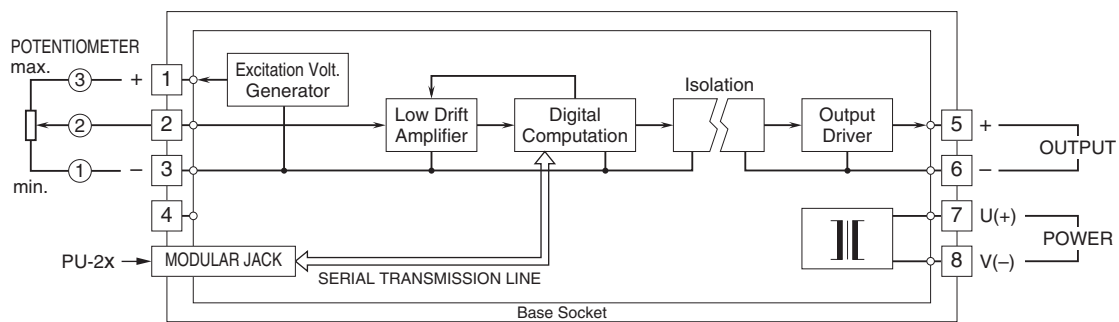 POTENTIOMETER
max.
3
+
1
Excitation Volt.
Generator
2
2
Low Drift
Amplifier
Digital
Computation
Isolation
Output
Driver
5
+
OUTPUT
1
–
3
6
–
min.
4
7
U(+)
POWER
8
V(–)
PU-2x
MODULAR JACK
SERIAL TRANSMISSION LINE
Base Socket